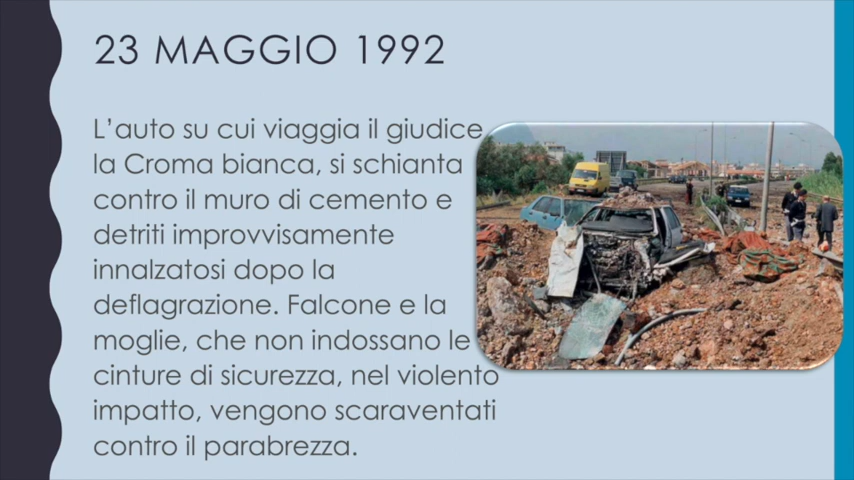 23 MAGGIO 1992
L’auto su cui viaggia il giudice,
la Croma bianca, si schianta
contro il muro di cemento e
detriti improvvisamente
innalzatosi dopo la
deflagrazione. Falcone e la
moglie, che non indossano le
cinture di sicurezza, nel violento
impatto, vengono scaraventati
contro il parabrezza.